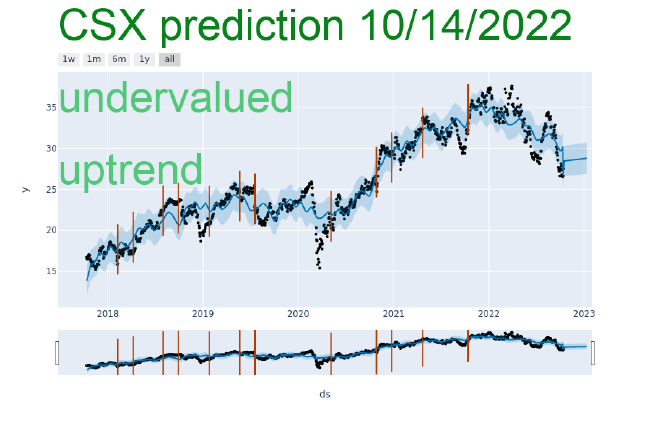 CSX prediction 10/14/2022
1w 1m 6m 1y all
undervalued
uptrend
35
30
25
20
15
y
2018 2019 2020 2021 2022 2023
ds